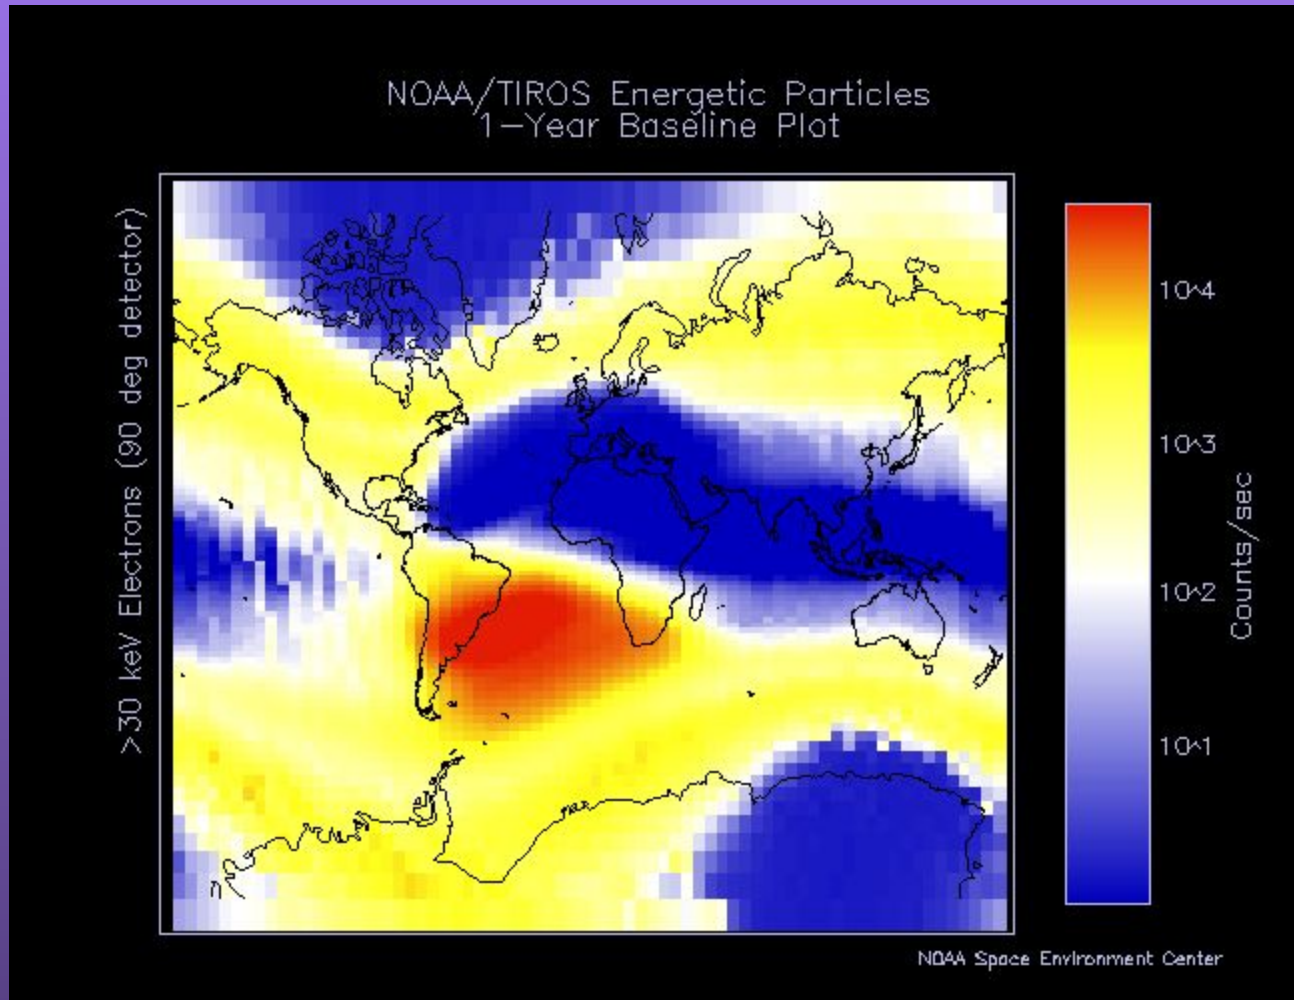 NOAA/TIROS Energetic Particles
1-Year Baseline Plot
>30 keV Electrons (90 deg detector)
10^4
10^3
10^2
10^1
Counts/sec
NOAA Space Environment Center